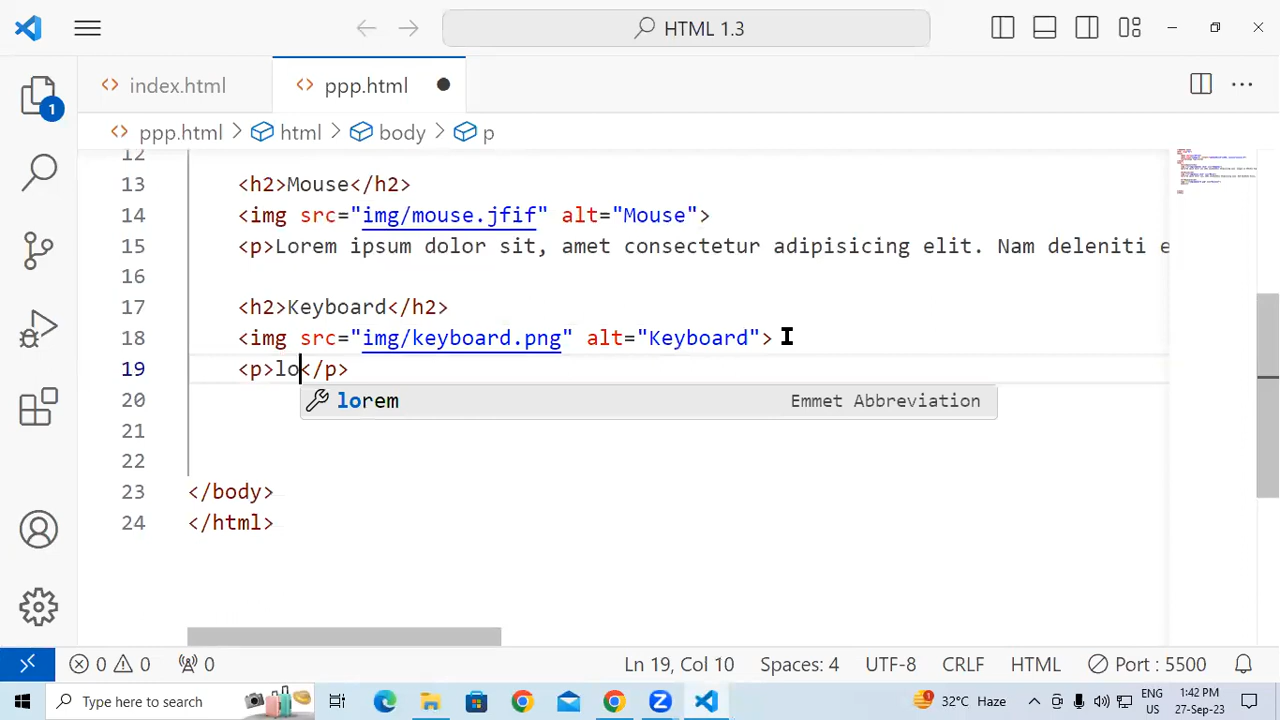 HTML 1.3
index.html
ppp.html
ppp.html > html > body > p
1
12
13 <h2>Mouse</h2>
14 <img src="img/mouse.jfif" alt="Mouse">
15 <p>Lorem ipsum dolor sit, amet consectetur adipisicing elit. Nam deleniti e
16
17 <h2>Keyboard</h2>
18 <img src="img/keyboard.png" alt="Keyboard">
19 <p>lo</p>
lorem Emmet Abbreviation
20
21
22
23 </body>
24 </html>
0 0 0 Ln 19, Col 10 Spaces: 4 UTF-8 CRLF HTML Port : 5500
Type here to search 32°C Haze ENG 1:42 PM
US 27-Sep-23